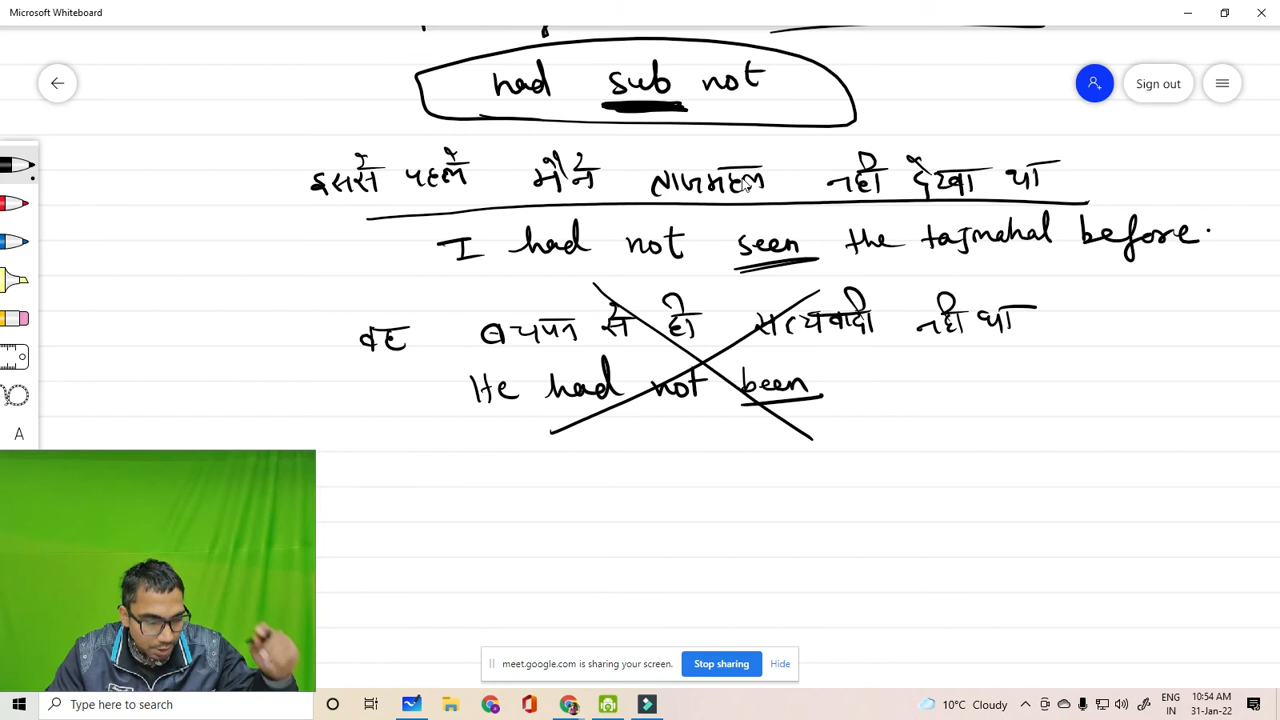 Microsoft Whiteboard
had sub not
Sign out
इससे पहले मैंने ताजमहल नही देखा था
I had not seen the tajmahal before.
वह बचपन से ही सत्यवादी नही था
He had not been
A
meet.google.com is sharing your screen. Stop sharing Hide
Type here to search
10°C Cloudy
ENG
IN
10:54 AM
31-Jan-22